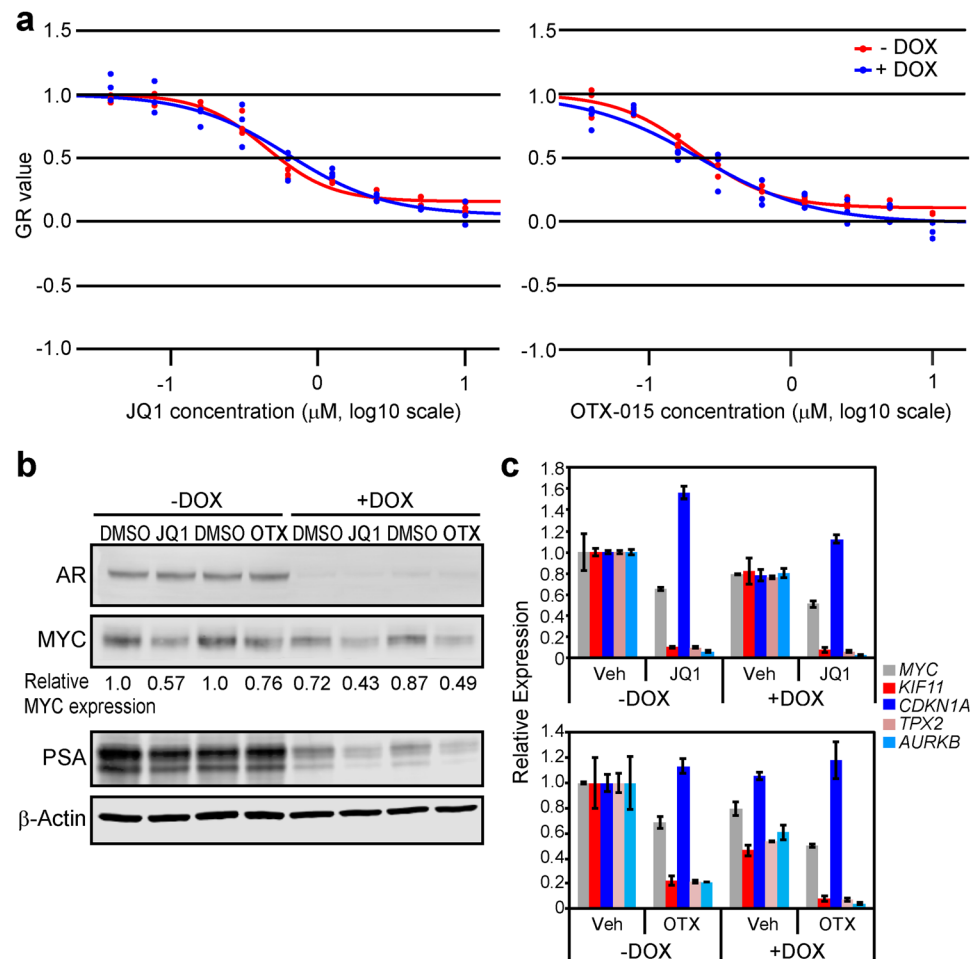 a
1.5
1.0
0.5
0.0
-0.5
-1.0
GR value
-1 0 1
JQ1 concentration (μM, log10 scale)
1.5
1.0
0.5
0.0
-0.5
-1.0
- DOX
+ DOX
-1 0 1
OTX-015 concentration (μM, log10 scale)
b
-DOX +DOX
DMSO JQ1 DMSO OTX DMSO JQ1 DMSO OTX
AR
MYC
Relative 1.0 0.57 1.0 0.76 0.72 0.43 0.87 0.49
MYC expression
PSA
β-Actin
c
Relative Expression
1.8
1.6
1.4
1.2
1.0
0.8
0.6
0.4
0.2
0
Veh JQ1 Veh JQ1
-DOX +DOX
MYC
KIF11
CDKN1A
TPX2
AURKB
1.4
1.2
1.0
0.8
0.6
0.4
0.2
0
Veh OTX Veh OTX
-DOX +DOX